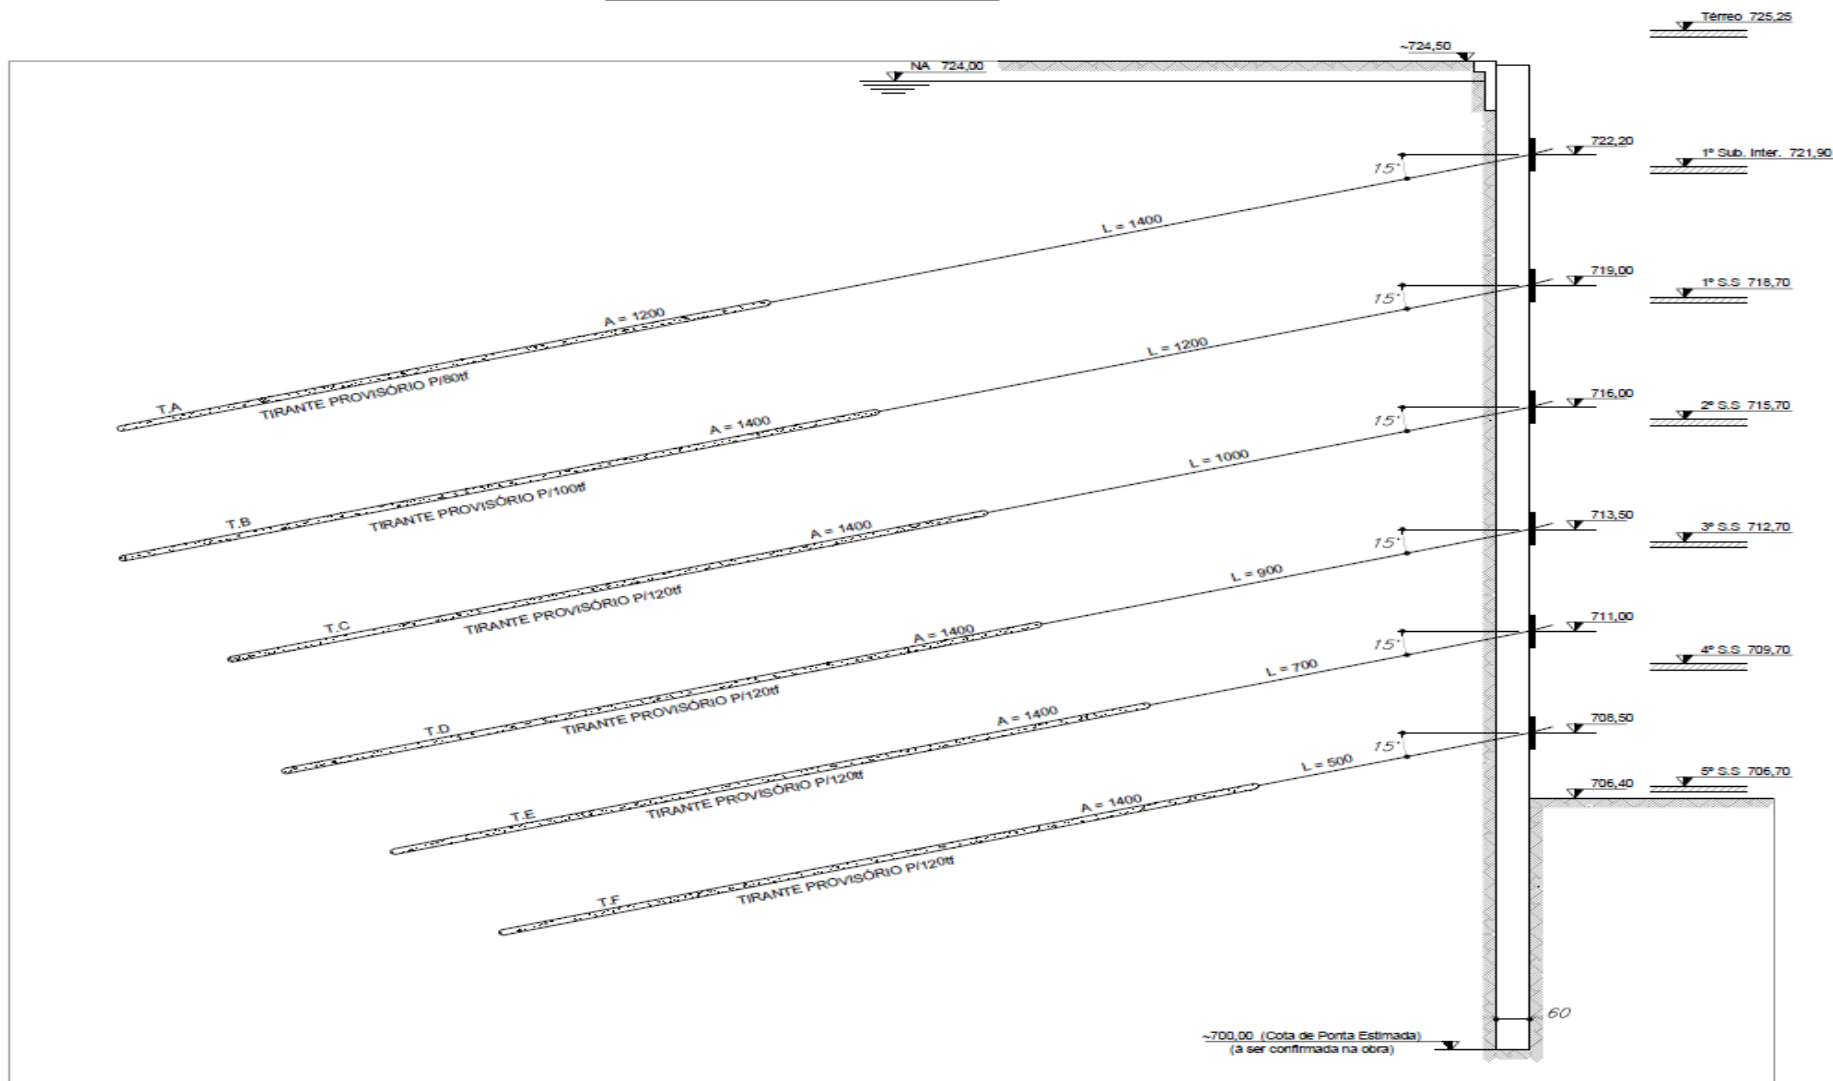 Térreo 725,25
~724,50
NA 724,00
722,20
1º Sub. Inter. 721,90
15°
L = 1400
A = 1200
T.A
TIRANTE PROVISÓRIO P/80tf
719,00
1º S.S 718,70
15°
L = 1200
A = 1400
T.B
TIRANTE PROVISÓRIO P/100tf
716,00
2º S.S 715,70
15°
L = 1000
A = 1400
T.C
TIRANTE PROVISÓRIO P/120tf
713,50
3º S.S 712,70
15°
L = 900
A = 1400
T.D
TIRANTE PROVISÓRIO P/120tf
711,00
4º S.S 709,70
15°
L = 700
A = 1400
T.E
TIRANTE PROVISÓRIO P/120tf
708,50
15°
L = 500
A = 1400
T.F
TIRANTE PROVISÓRIO P/120tf
5º S.S 706,70
706,40
60
~700,00 (Cota de Ponta Estimada)
(à ser confirmada na obra)